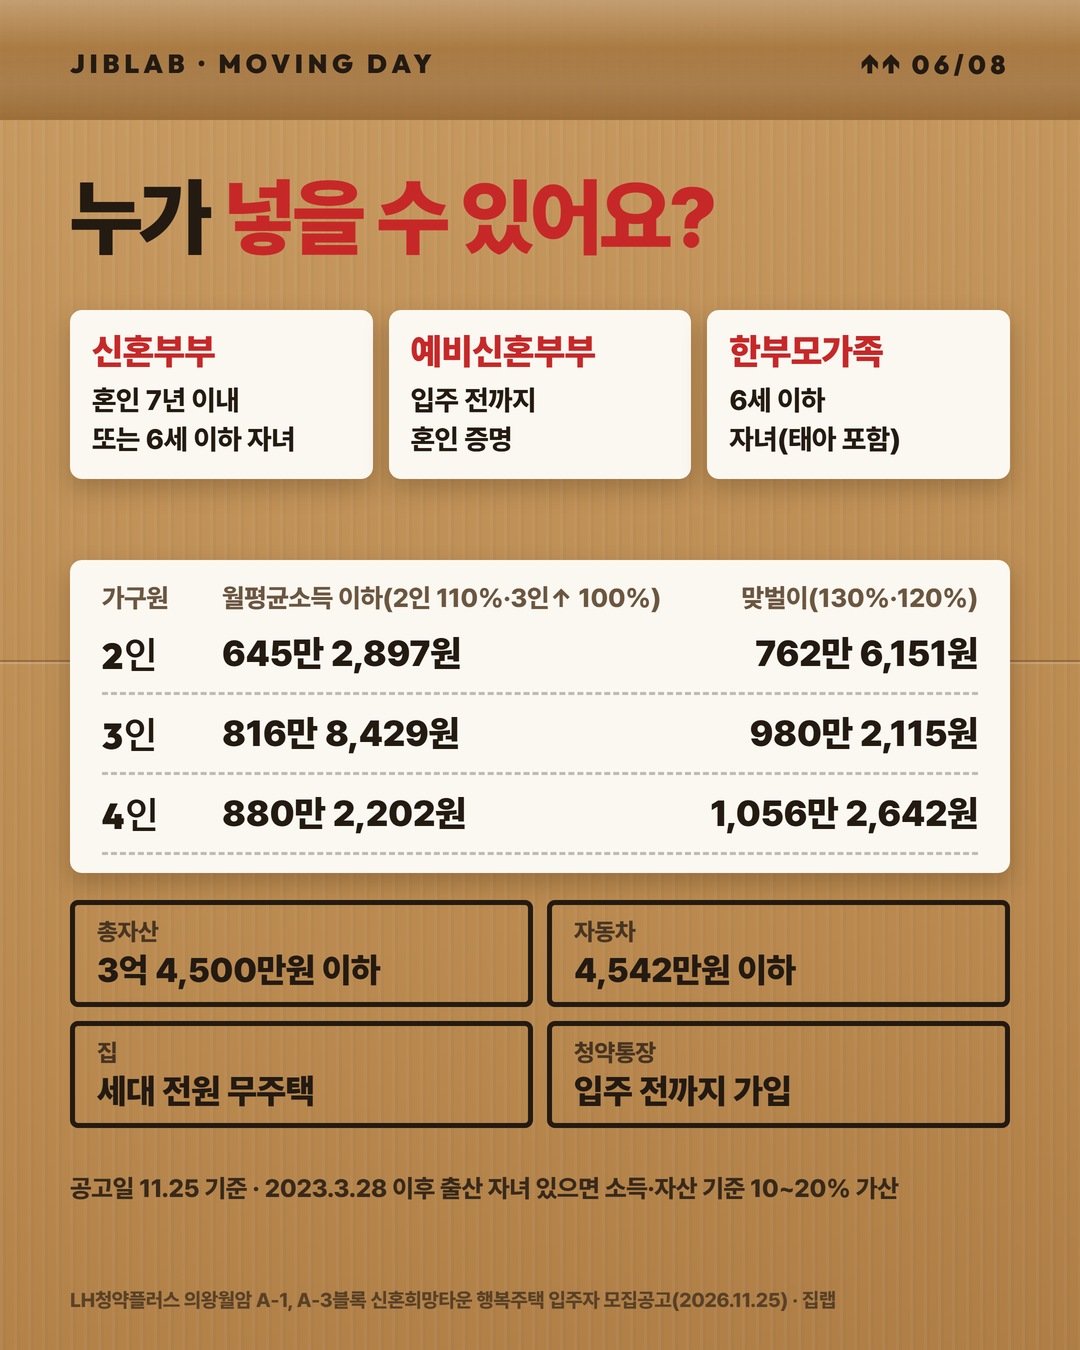 JIBLAB · MOVING DAY
↑↑ 06/08
누가 넣을 수 있어요?
신혼부부
혼인 7년 이내
또는 6세 이하 자녀
예비신혼부부
입주 전까지
혼인 증명
한부모가족
6세 이하
자녀(태아 포함)
가구원 월평균소득 이하(2인 110%·3인↑ 100%) 맞벌이(130%·120%)
2인 645만 2,897원 762만 6,151원
3인 816만 8,429원 980만 2,115원
4인 880만 2,202원 1,056만 2,642원
총자산
3억 4,500만원 이하
자동차
4,542만원 이하
집
세대 전원 무주택
청약통장
입주 전까지 가입
공고일 11.25 기준 · 2023.3.28 이후 출산 자녀 있으면 소득·자산 기준 10~20% 가산
LH청약플러스 의왕월암 A-1, A-3블록 신혼희망타운 행복주택 입주자 모집공고(2026.11.25) · 집랩